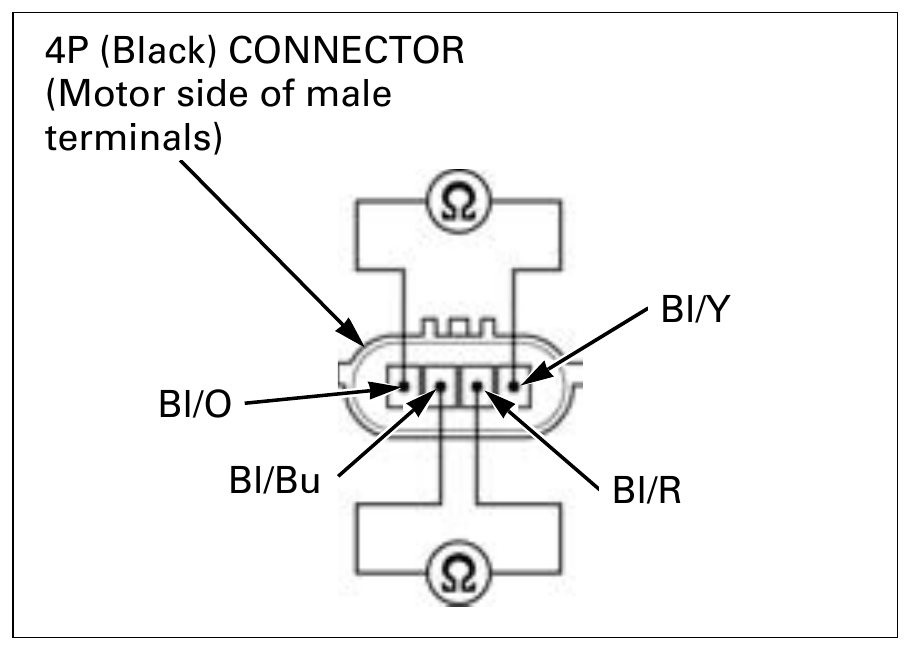 4P (Black) CONNECTOR
(Motor side of male
terminals)
Ω
Bl/Y
Bl/O
Bl/Bu
Bl/R
Ω